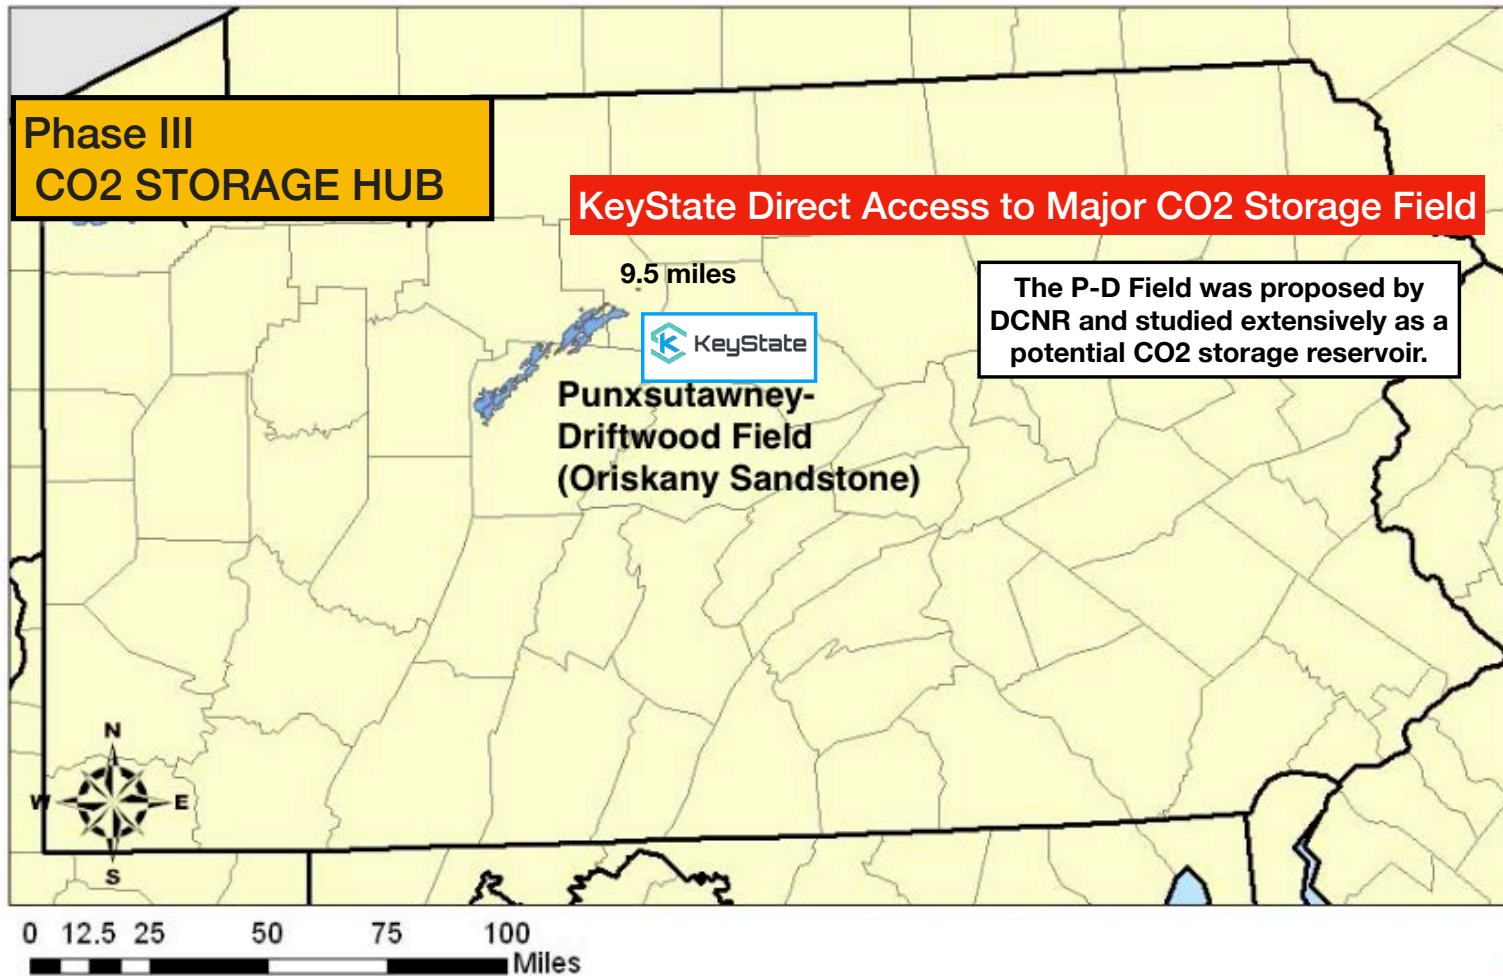 Phase III
CO2 STORAGE HUB
KeyState Direct Access to Major CO2 Storage Field
9.5 miles
The P-D Field was proposed by
DCNR and studied extensively as a
potential CO2 storage reservoir.
KeyState
Punxsutawney-
Driftwood Field
(Oriskany Sandstone)
N
W E
S
0 12.5 25 50 75 100
Miles